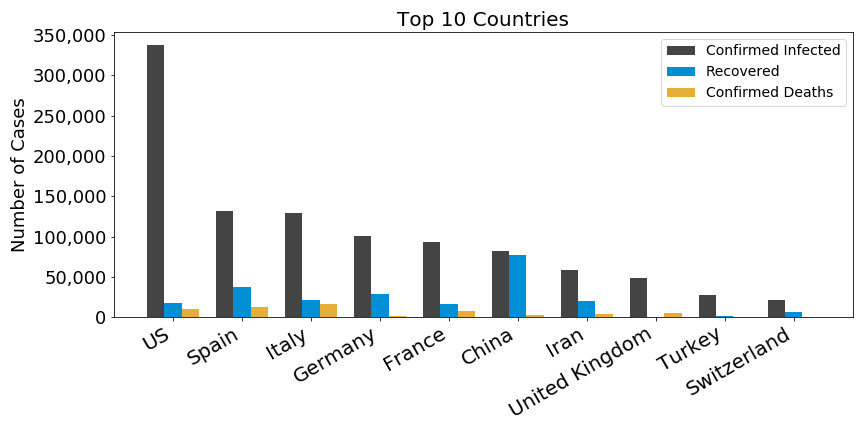 Top 10 Countries
Number of Cases
350,000
300,000
250,000
200,000
150,000
100,000
50,000
0
Confirmed Infected
Recovered
Confirmed Deaths
US
Spain
Italy
Germany
France
China
Iran
United Kingdom
Turkey
Switzerland